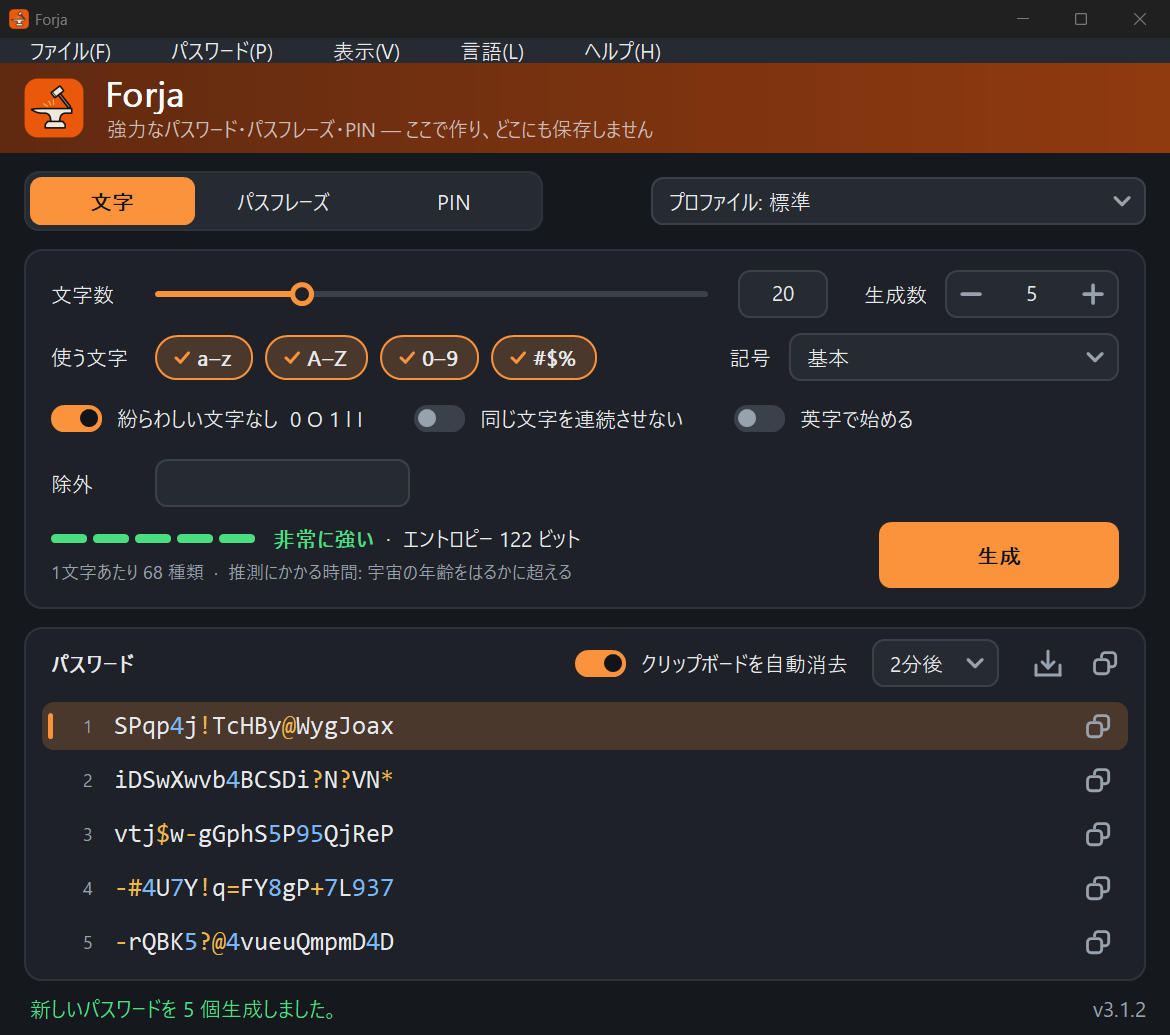 Forja
ファイル(F) パスワード(P) 表示(V) 言語(L) ヘルプ(H)
Forja
強力なパスワード・パスフレーズ・PIN — ここで作り、どこにも保存しません
文字 パスフレーズ PIN プロファイル: 標準
文字数 20 生成数 5
使う文字 a–z A–Z 0–9 #$% 記号 基本
紛らわしい文字なし 0 O 1 l I 同じ文字を連続させない 英字で始める
除外
非常に強い · エントロピー 122 ビット
1文字あたり 68 種類 · 推測にかかる時間: 宇宙の年齢をはるかに超える
生成
パスワード クリップボードを自動消去 2分後
1 SPqp4j!TcHBy@WygJoax
2 iDSwXwvb4BCSDi?N?VN*
3 vtj$w-gGphS5P95QjReP
4 -#4U7Y!q=FY8gP+7L937
5 -rQBK5?@4vueuQmpmD4D
新しいパスワードを 5 個生成しました。 v3.1.2